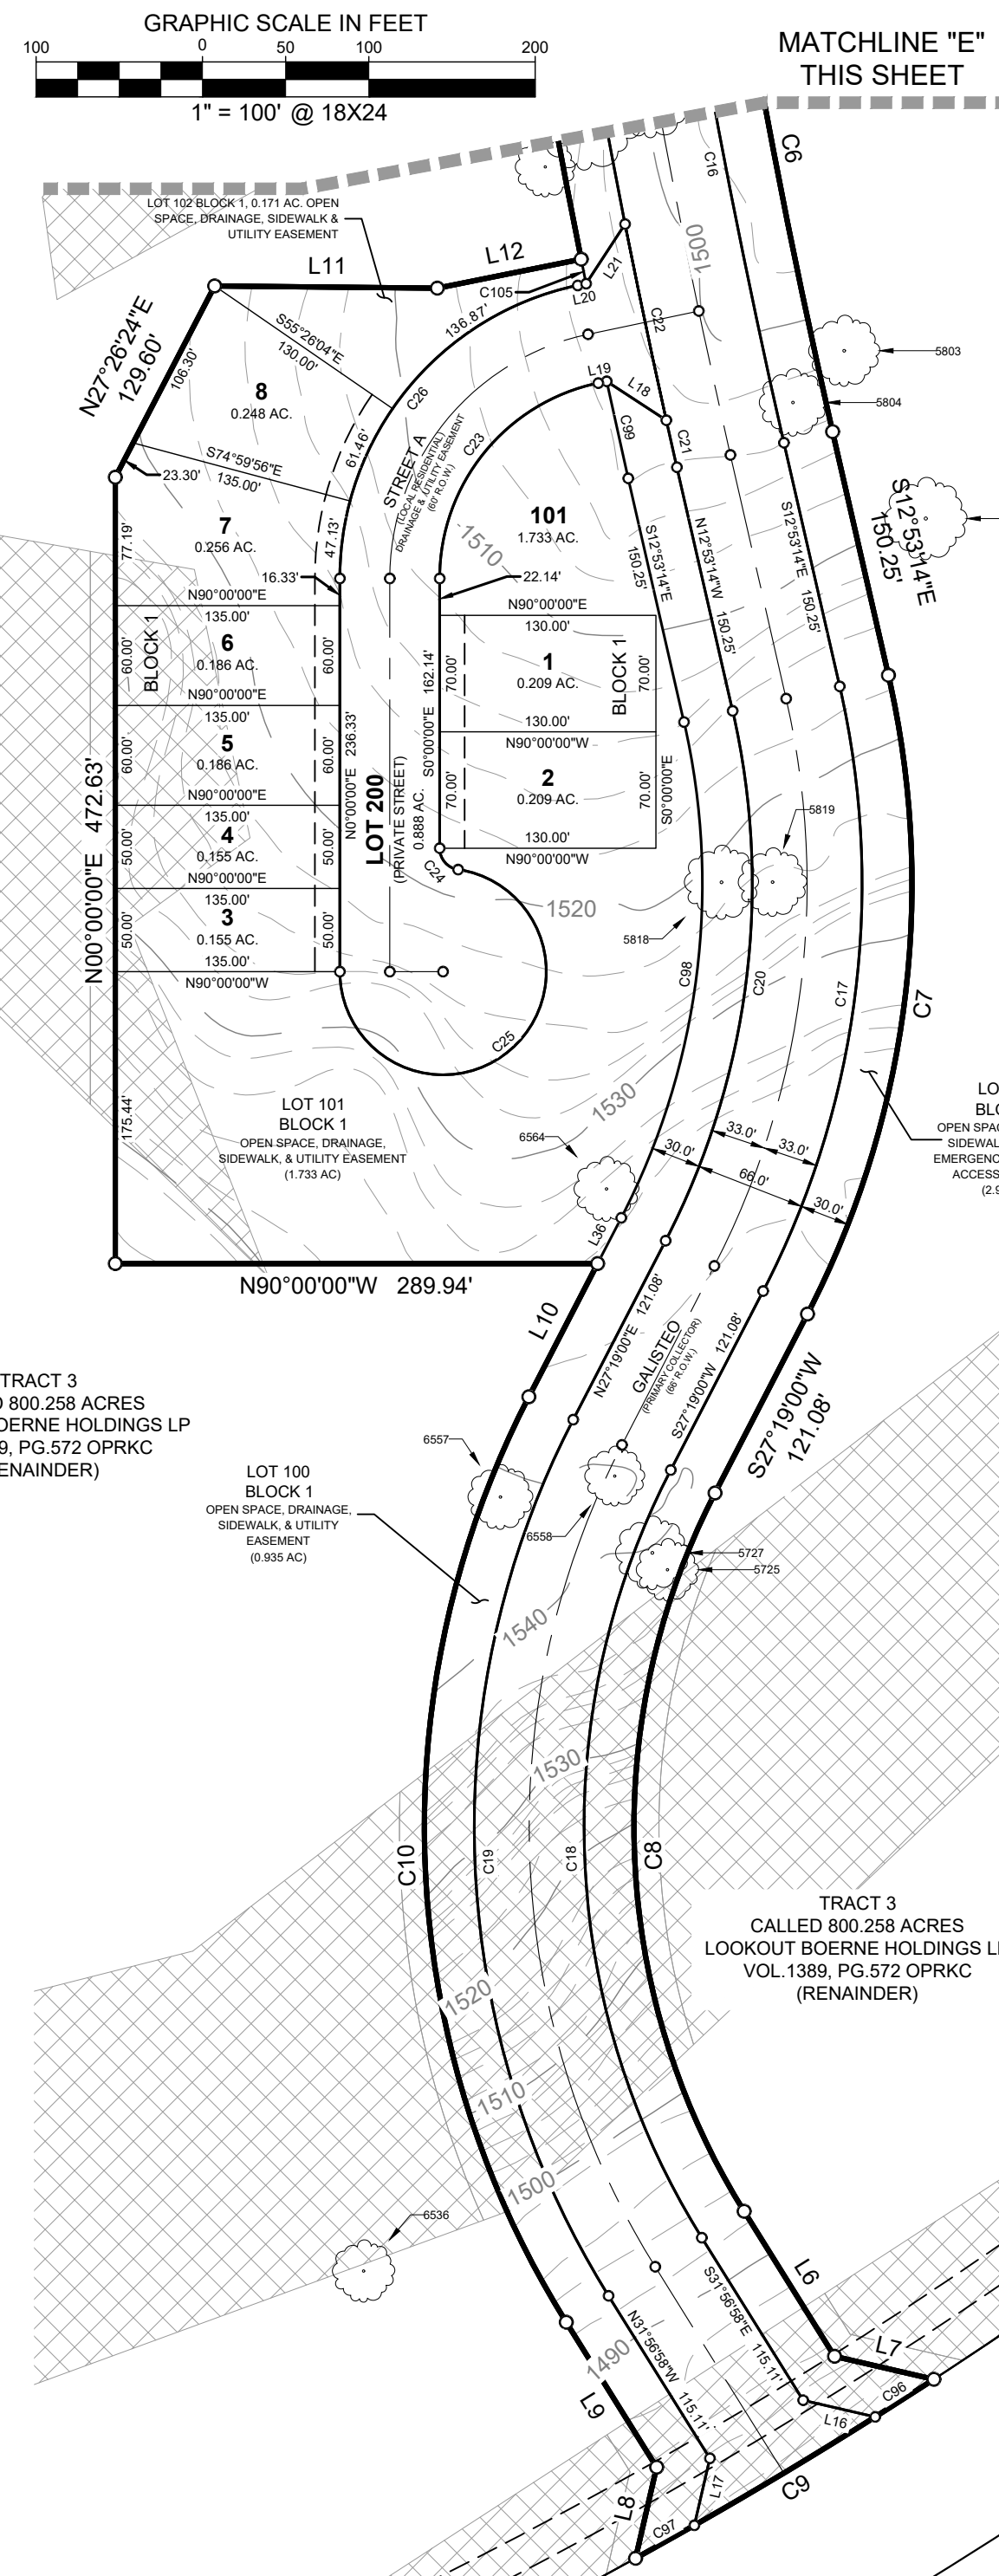 GRAPHIC SCALE IN FEET
100 0 50 100 200
1" = 100' @ 18X24
MATCHLINE "E"
THIS SHEET
C6
C16
LOT 102 BLOCK 1, 0.171 AC. OPEN
SPACE, DRAINAGE, SIDEWALK &
UTILITY EASEMENT
1500
L11
L12
L21
C105
L20
136.87'
C22
N27°26'24"E
129.60'
106.30'
S55°26'04"E
130.00'
5803
5804
8
0.248 AC.
C26
L19
L18
C99
C21
61.46'
C23
STREET A
(LOCAL RESIDENTIAL)
DRAINAGE & UTILITY EASEMENT
(60' R.O.W.)
S74°59'56"E
135.00'
23.30'
77.19'
7
0.256 AC.
47.13'
16.33'
1510
101
1.733 AC.
22.14'
S12°53'14"E
150.25'
N12°53'14"W 150.25'
S12°53'14"E 150.25'
S12°53'14"E
150.25'
N90°00'00"E
135.00'
6
0.186 AC.
60.00'
60.00'
BLOCK 1
N90°00'00"E
130.00'
1
0.209 AC.
70.00'
70.00'
BLOCK 1
N90°00'00"E
135.00'
5
0.186 AC.
60.00'
60.00'
130.00'
N90°00'00"W
2
0.209 AC.
70.00'
70.00'
S0°00'00"E
130.00'
N90°00'00"W
N00°00'00"E 472.63'
N0°00'00"E 236.33'
S0°00'00"E 162.14'
LOT 200
(PRIVATE STREET)
0.888 AC.
N90°00'00"E
135.00'
4
0.155 AC.
50.00'
50.00'
N90°00'00"E
135.00'
3
0.155 AC.
50.00'
50.00'
135.00'
N90°00'00"W
5819
C24
1520
5818
C98
C20
C17
C7
C25
175.44'
1530
LOT 101
BLOCK 1
OPEN SPACE, DRAINAGE,
SIDEWALK, & UTILITY EASEMENT
(1.733 AC)
6564
33.0'
33.0'
30.0'
66.0'
30.0'
OPEN SPAC
L36
N90°00'00"W 289.94'
L10
N27°19'00"E 121.08'
GALISTEO
(PRIMARY COLLECTOR)
(66' R.O.W.)
S27°19'00"W 121.08'
S27°19'00"W
121.08'
TRACT 3
800.258 ACRES
HOLDINGS LP
PG.572 OPRKC
6557
LOT 100
BLOCK 1
OPEN SPACE, DRAINAGE,
SIDEWALK, & UTILITY
EASEMENT
(0.935 AC)
6558
5727
5725
1540
1530
C10
C19
C18
C8
TRACT 3
CALLED 800.258 ACRES
LOOKOUT BOERNE HOLDINGS
VOL.1389, PG.572 OPRKC
(RENAINDER)
1520
1510
1500
6536
S31°56'58"E 115.11'
L6
N31°56'58"W 115.11'
1490
L9
L7
C96
L16
L17
C9
L8
C97